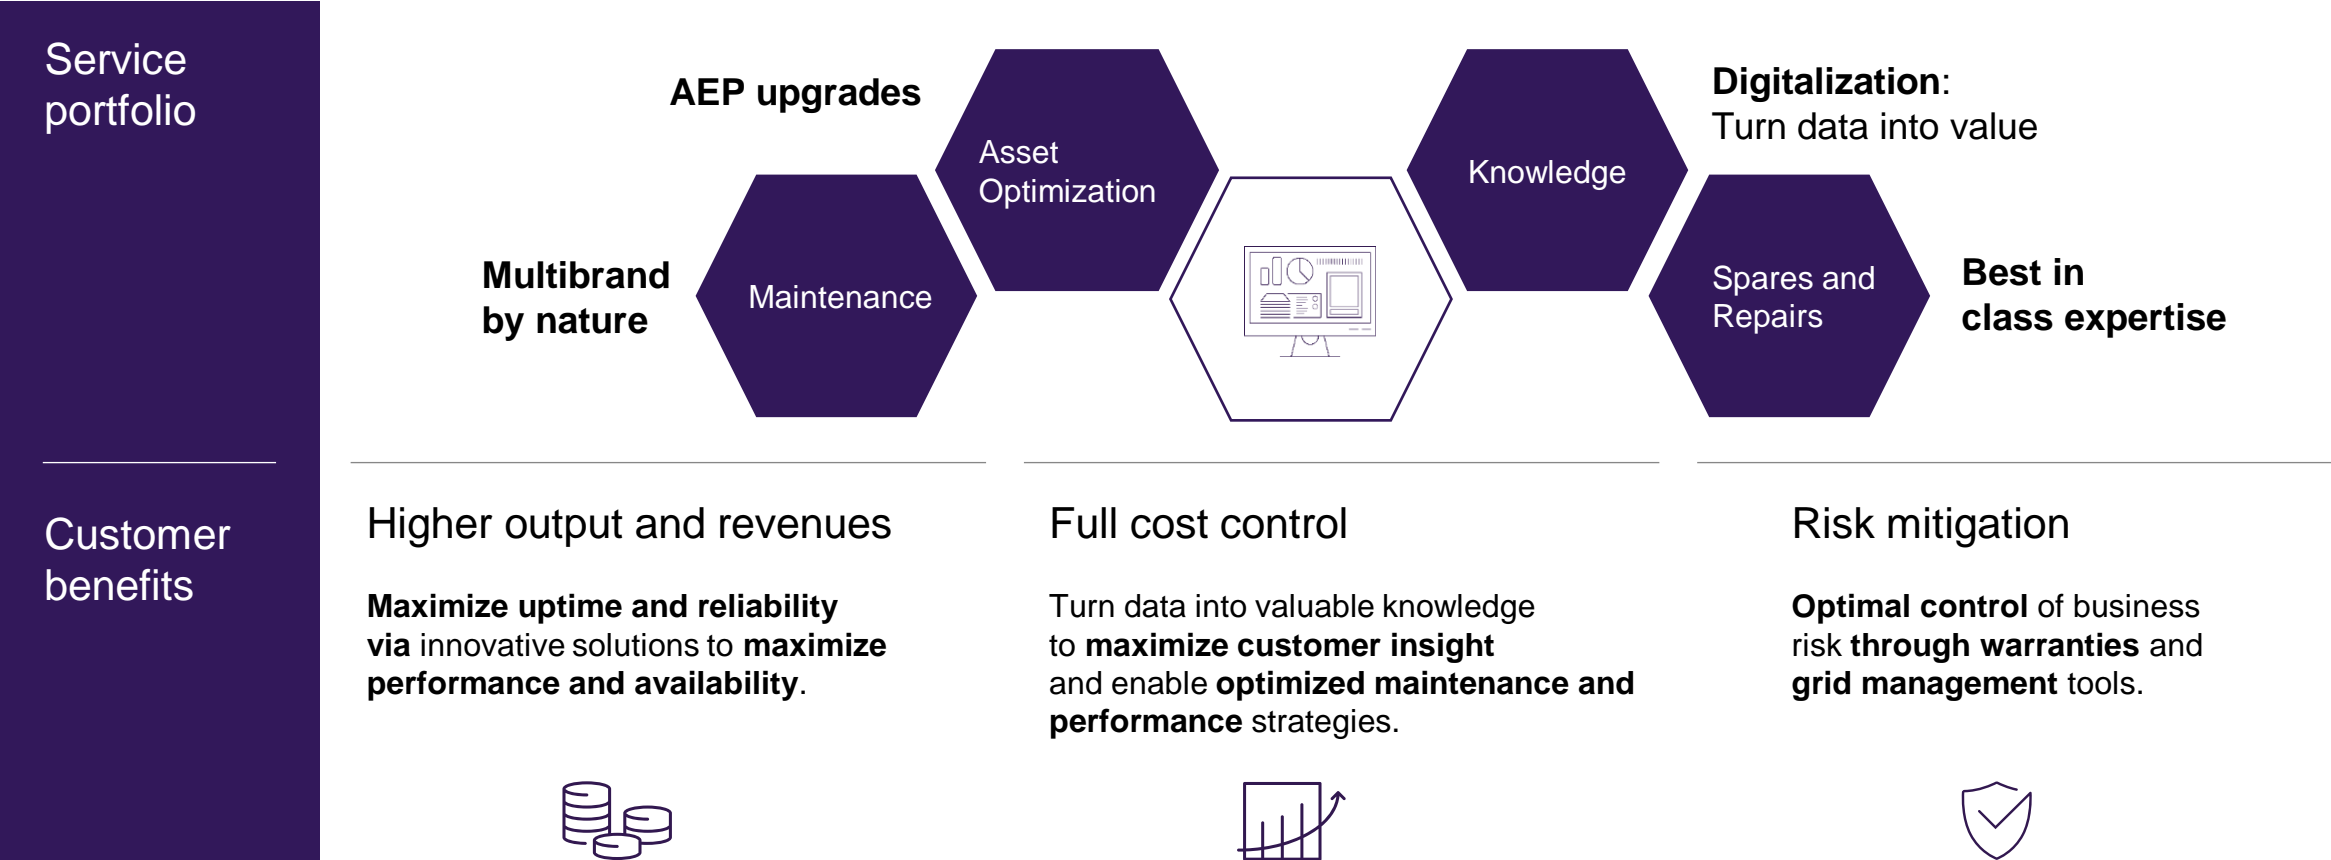 Service
portfolio
AEP upgrades
Asset
Optimization
Knowledge
Digitalization:
Turn data into value
Multibrand
by nature
Maintenance
Spares and
Repairs
Best in
class expertise
Customer
benefits
Higher output and revenues
Maximize uptime and reliability
via innovative solutions to maximize
performance and availability.
Full cost control
Turn data into valuable knowledge
to maximize customer insight
and enable optimized maintenance and
performance strategies.
Risk mitigation
Optimal control of business
risk through warranties and
grid management tools.